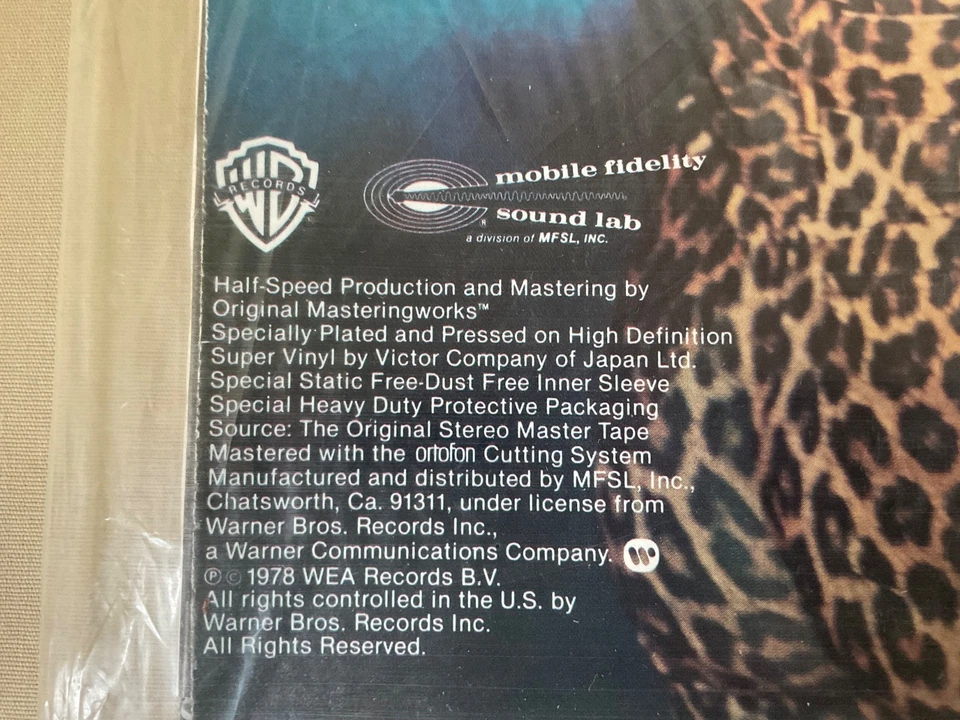 W
RECORDS
mobile fidelity
sound lab
a division of MFSL, INC.
Half-Speed Production and Mastering by
Original Masteringworks™
Specially Plated and Pressed on High Definition
Super Vinyl by Victor Company of Japan Ltd.
Special Static Free-Dust Free Inner Sleeve
Special Heavy Duty Protective Packaging
Source: The Original Stereo Master Tape
Mastered with the ortofon Cutting System
Manufactured and distributed by MFSL, Inc.,
Chatsworth, Ca. 91311, under license from
Warner Bros. Records Inc.,
a Warner Communications Company.
℗ © 1978 WEA Records B.V.
All rights controlled in the U.S. by
Warner Bros. Records Inc.
All Rights Reserved.